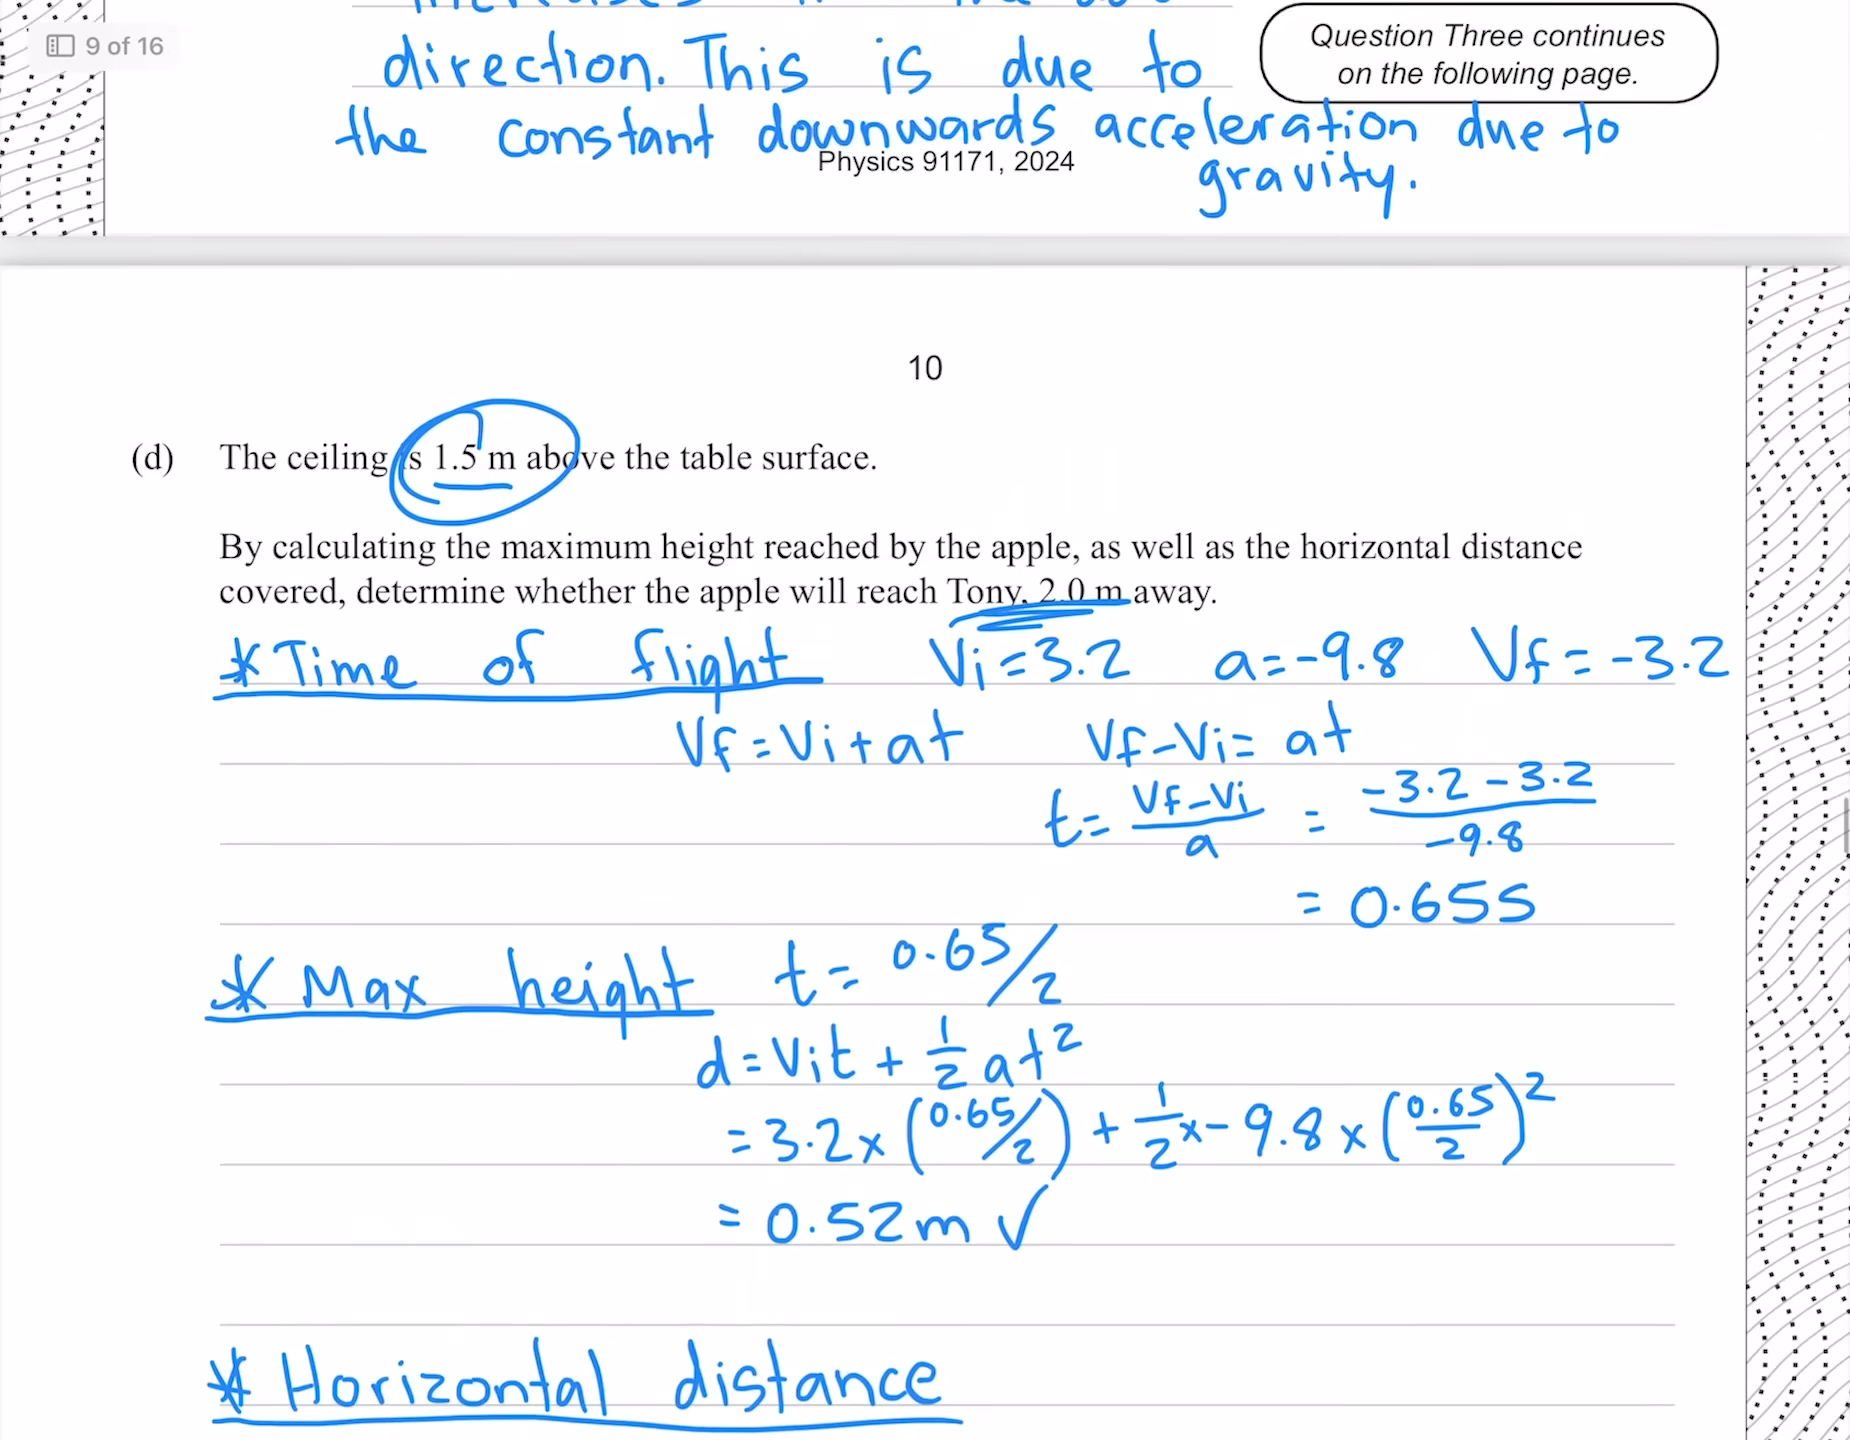 9 of 16
Question Three continues
on the following page.
direction. This is due to
the constant downwards acceleration due to
gravity.
Physics 91171, 2024
10
(d) The ceiling is 1.5 m above the table surface.
By calculating the maximum height reached by the apple, as well as the horizontal distance
covered, determine whether the apple will reach Tony, 2.0 m away.
* Time of flight Vi = 3.2 a = -9.8 Vf = -3.2
Vf = Vi + at Vf - Vi = at
t = Vf - Vi / a = -3.2 - 3.2 / -9.8
= 0.65s
* Max height t = 0.65/2
d = Vit + 1/2 at²
= 3.2 x (0.65/2) + 1/2 x - 9.8 x (0.65/2)²
= 0.52m ✓
* Horizontal distance